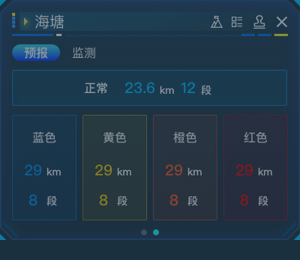 海塘
预报 监测
正常 23.6 km 12 段
蓝色 黄色 橙色 红色
29 km 29 km 29 km 29 km
8 段 8 段 8 段 8 段